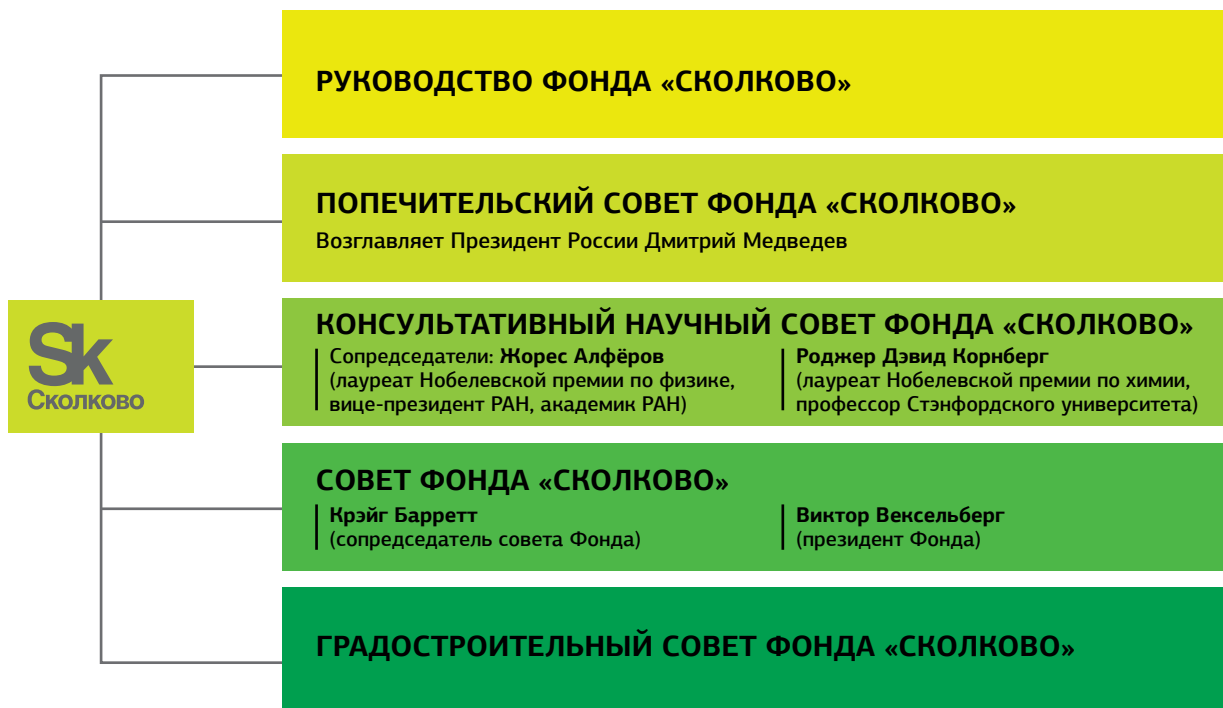 РУКОВОДСТВО ФОНДА «СКОЛКОВО»
ПОПЕЧИТЕЛЬСКИЙ СОВЕТ ФОНДА «СКОЛКОВО»
Возглавляет Президент России Дмитрий Медведев
Sk
Сколково
КОНСУЛЬТАТИВНЫЙ НАУЧНЫЙ СОВЕТ ФОНДА «СКОЛКОВО»
Сопредседатели: Жорес Алфёров
(лауреат Нобелевской премии по физике,
вице-президент РАН, академик РАН)
Роджер Дэвид Корнберг
(лауреат Нобелевской премии по химии,
профессор Стэнфордского университета)
СОВЕТ ФОНДА «СКОЛКОВО»
Крэйг Барретт
(сопредседатель совета Фонда)
Виктор Вексельберг
(президент Фонда)
ГРАДОСТРОИТЕЛЬНЫЙ СОВЕТ ФОНДА «СКОЛКОВО»